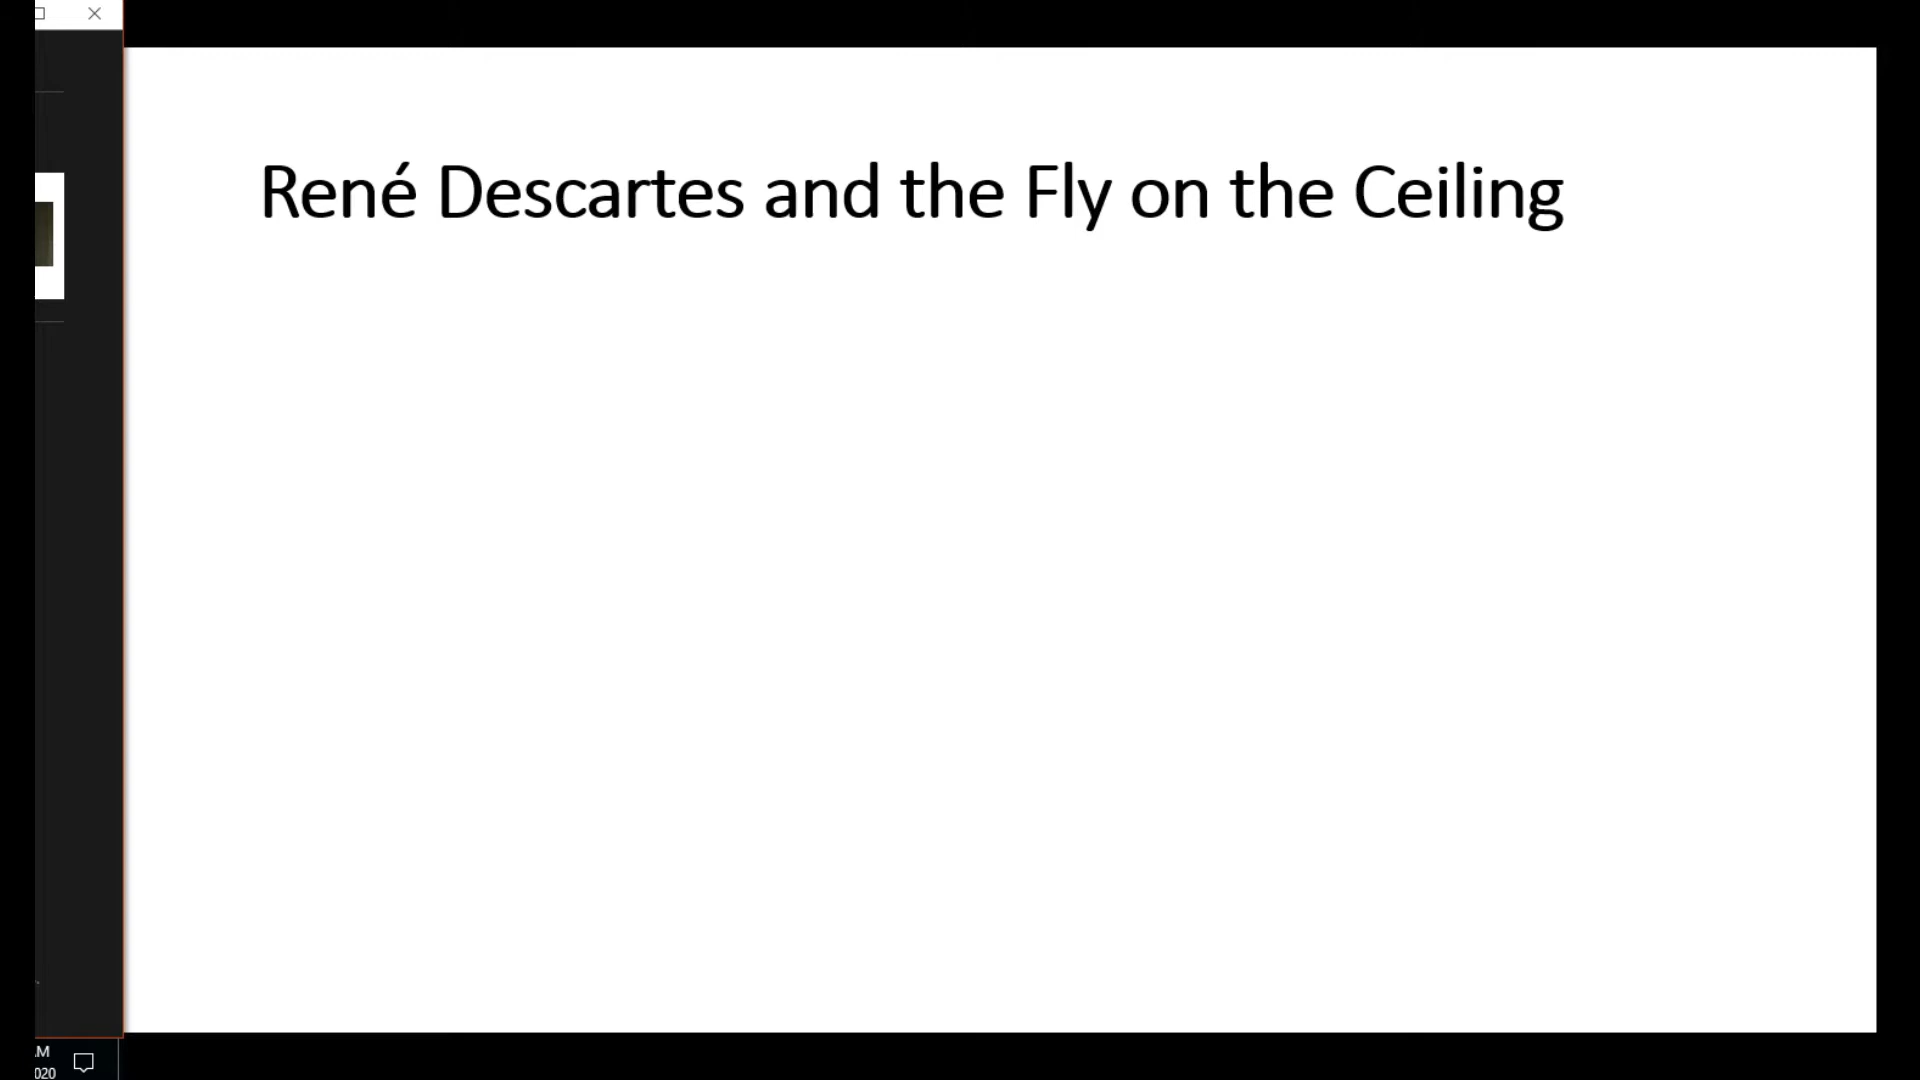 René Descartes and the Fly on the Ceiling